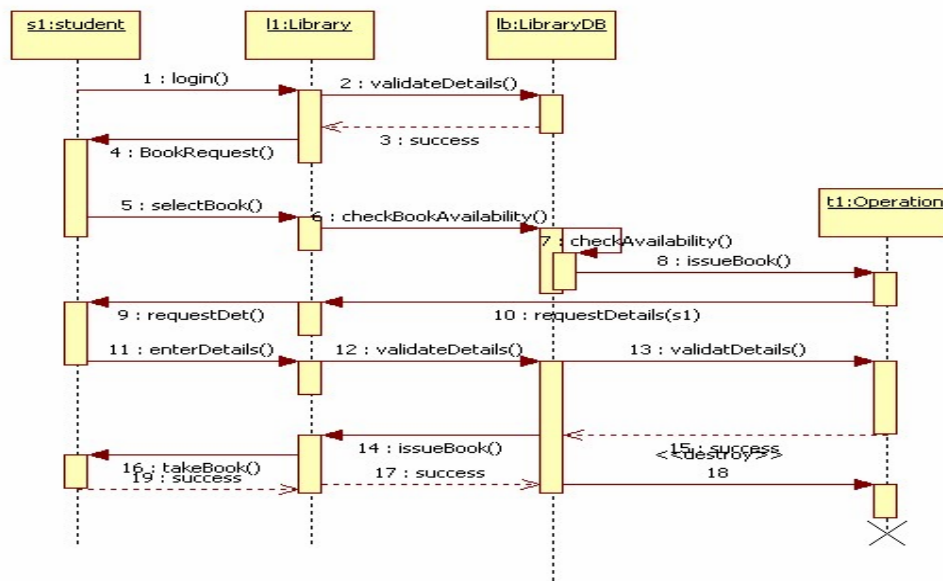 s1:student
l1:Library
lb:LibraryDB
1 : login()
2 : validateDetails()
3 : success
4 : BookRequest()
5 : selectBook()
6 : checkBookAvailability()
t1:Operation
7 : checkAvailability()
8 : issueBook()
9 : requestDet()
10 : requestDetails(s1)
11 : enterDetails()
12 : validateDetails()
13 : validatDetails()
14 : issueBook()
15 : success
<<destroy>>
16 : takeBook()
17 : success
18
19 : success